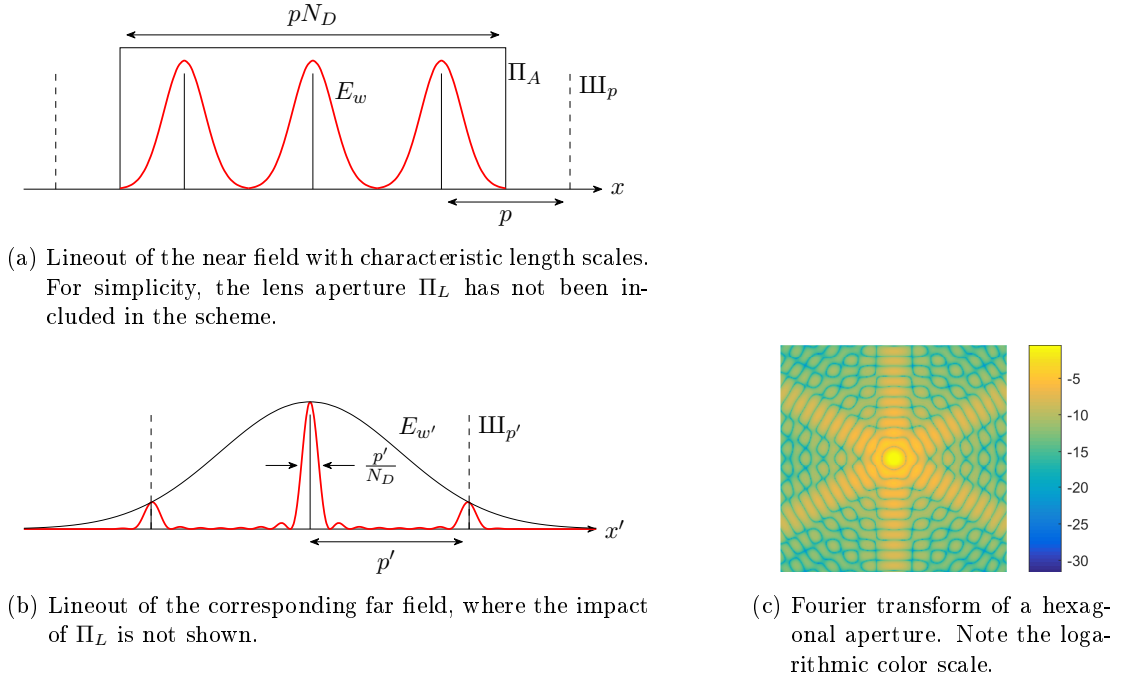 pN_D
Π_A
E_w
Ш_p
x
p
(a) Lineout of the near field with characteristic length scales.
For simplicity, the lens aperture Π_L has not been in-
cluded in the scheme.
E_{w'}
Ш_{p'}
p'/N_D
x'
p'
(b) Lineout of the corresponding far field, where the impact
of Π_L is not shown.
-5
-10
-15
-20
-25
-30
(c) Fourier transform of a hexag-
onal aperture. Note the loga-
rithmic color scale.